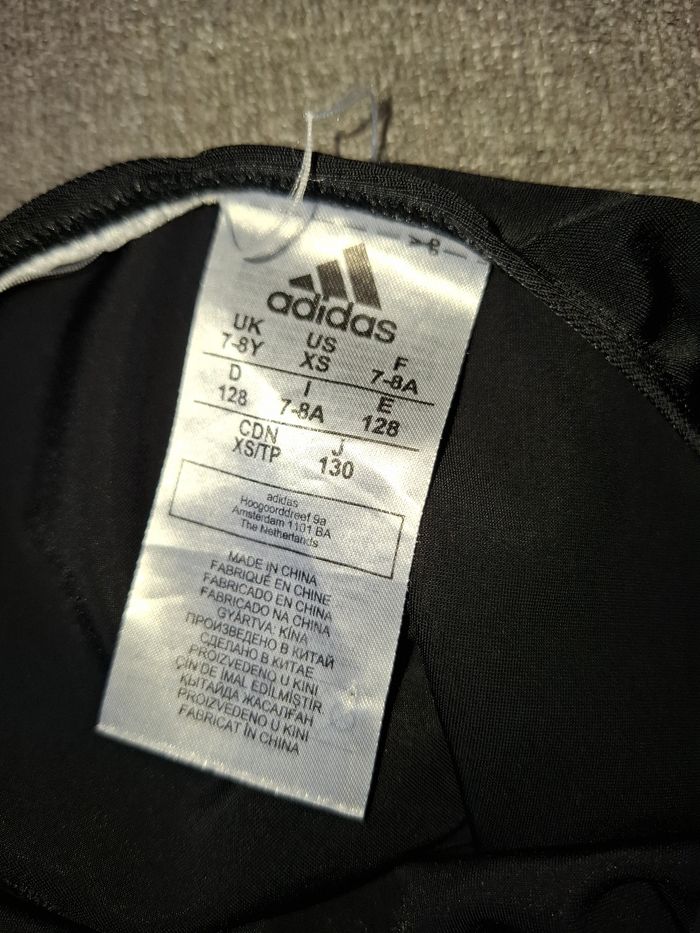 adidas
UK US F
7-8Y XS 7-8A
D I E
128 7-8A 128
CDN J
XS/TP 130
adidas
Hoogoorddreef 9a
Amsterdam 1101 BA
The Netherlands
MADE IN CHINA
FABRIQUÉ EN CHINE
FABRICADO EN CHINA
FABRICADO NA CHINA
GYÁRTVA: KÍNA
ПРОИЗВЕДЕНО В КИТАЙ
СДЕЛАНО В КИТАЕ
PROIZVEDENO U KINI
ÇİN DE İMAL EDİLMİŞTİR
ҚЫТАЙДА ЖАСАЛҒАН
PROIZVEDENO U KINI
FABRICAT ÎN CHINA